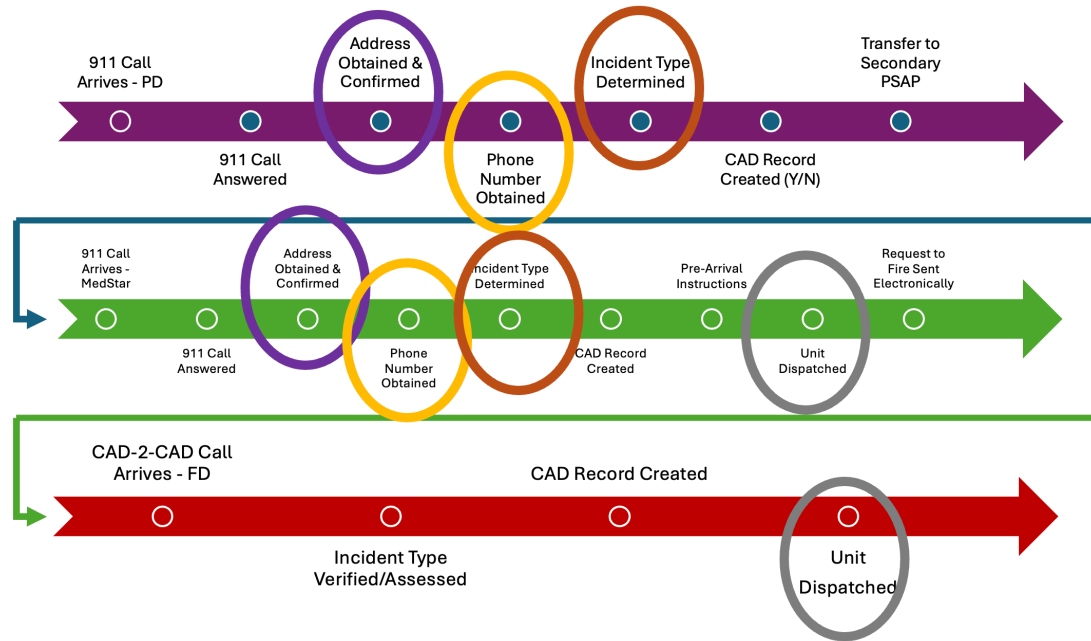 911 Call
Arrives - PD
911 Call
Answered
Address
Obtained &
Confirmed
Phone
Number
Obtained
Incident Type
Determined
CAD Record
Created (Y/N)
Transfer to
Secondary
PSAP
911 Call
Arrives -
MedStar
911 Call
Answered
Address
Obtained &
Confirmed
Phone
Number
Obtained
Incident Type
Determined
CAD Record
Created
Pre-Arrival
Instructions
Unit
Dispatched
Request to
Fire Sent
Electronically
CAD-2-CAD Call
Arrives - FD
Incident Type
Verified/Assessed
CAD Record Created
Unit
Dispatched